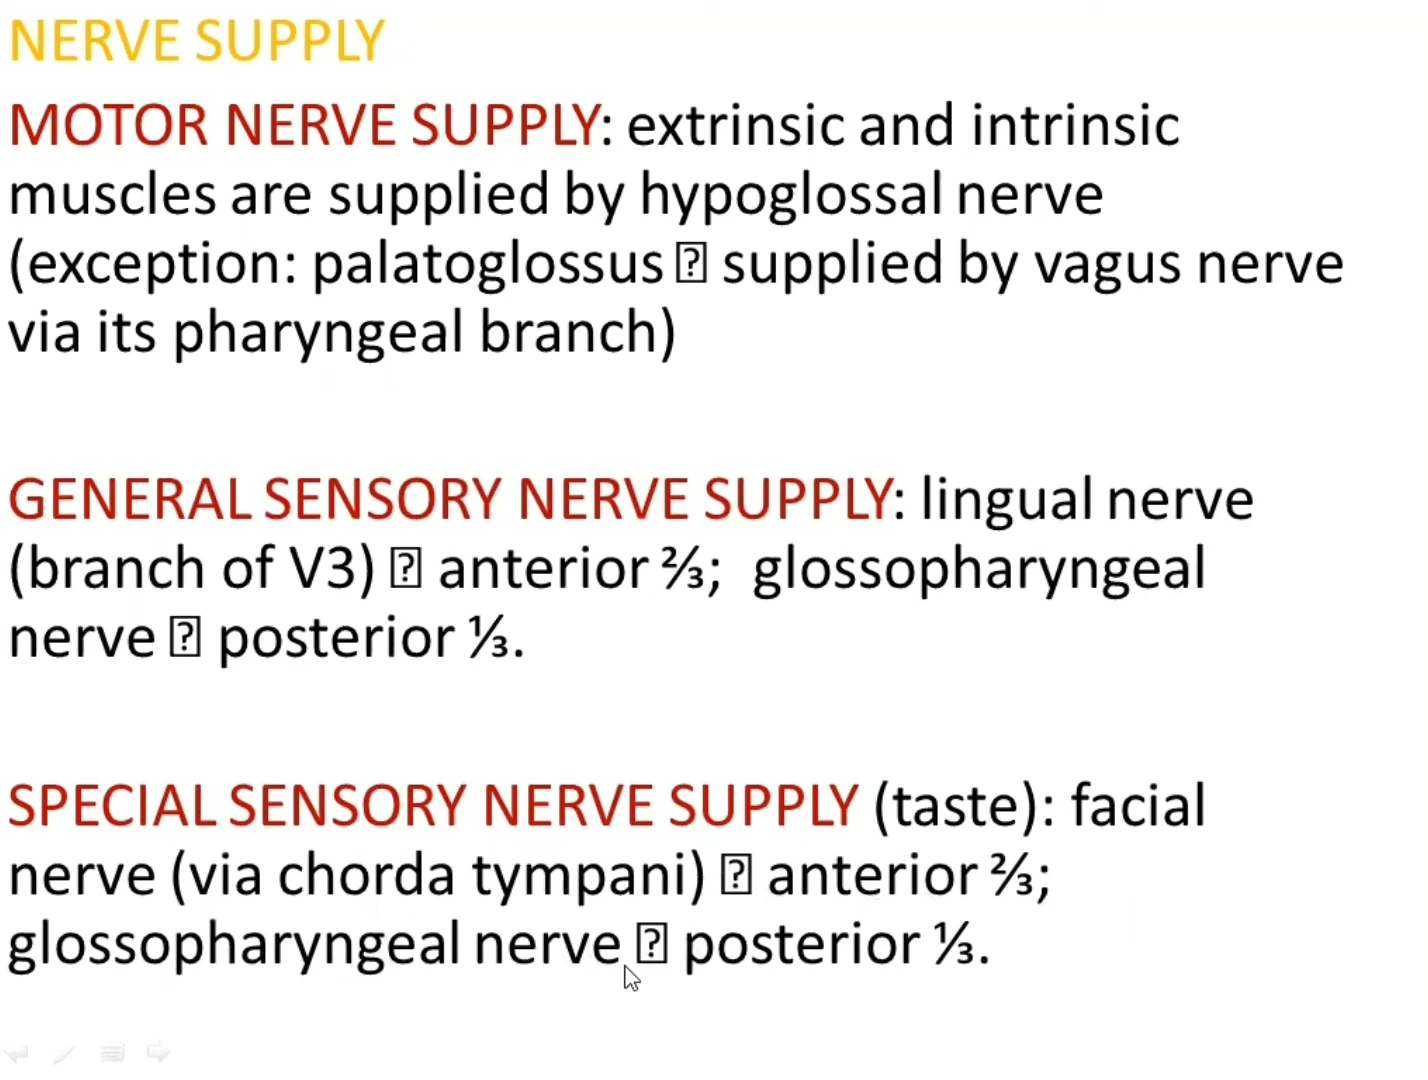 NERVE SUPPLY
MOTOR NERVE SUPPLY: extrinsic and intrinsic
muscles are supplied by hypoglossal nerve
(exception: palatoglossus � supplied by vagus nerve
via its pharyngeal branch)
GENERAL SENSORY NERVE SUPPLY: lingual nerve
(branch of V3) � anterior ⅔; glossopharyngeal
nerve � posterior ⅓.
SPECIAL SENSORY NERVE SUPPLY (taste): facial
nerve (via chorda tympani) � anterior ⅔;
glossopharyngeal nerve � posterior ⅓.